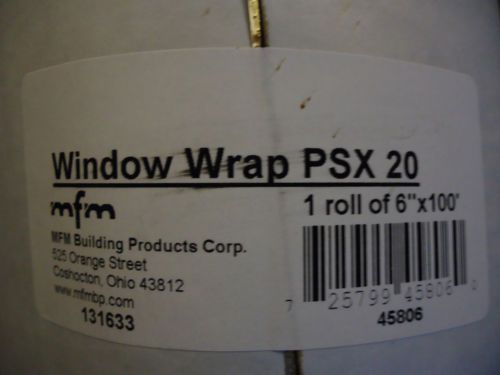 Window Wrap PSX 20
mfm
1 roll of 6"x100'
MFM Building Products Corp.
525 Orange Street
Coshocton, Ohio 43812
www.mfmbp.com
131633
7 25799 45806 0
45806